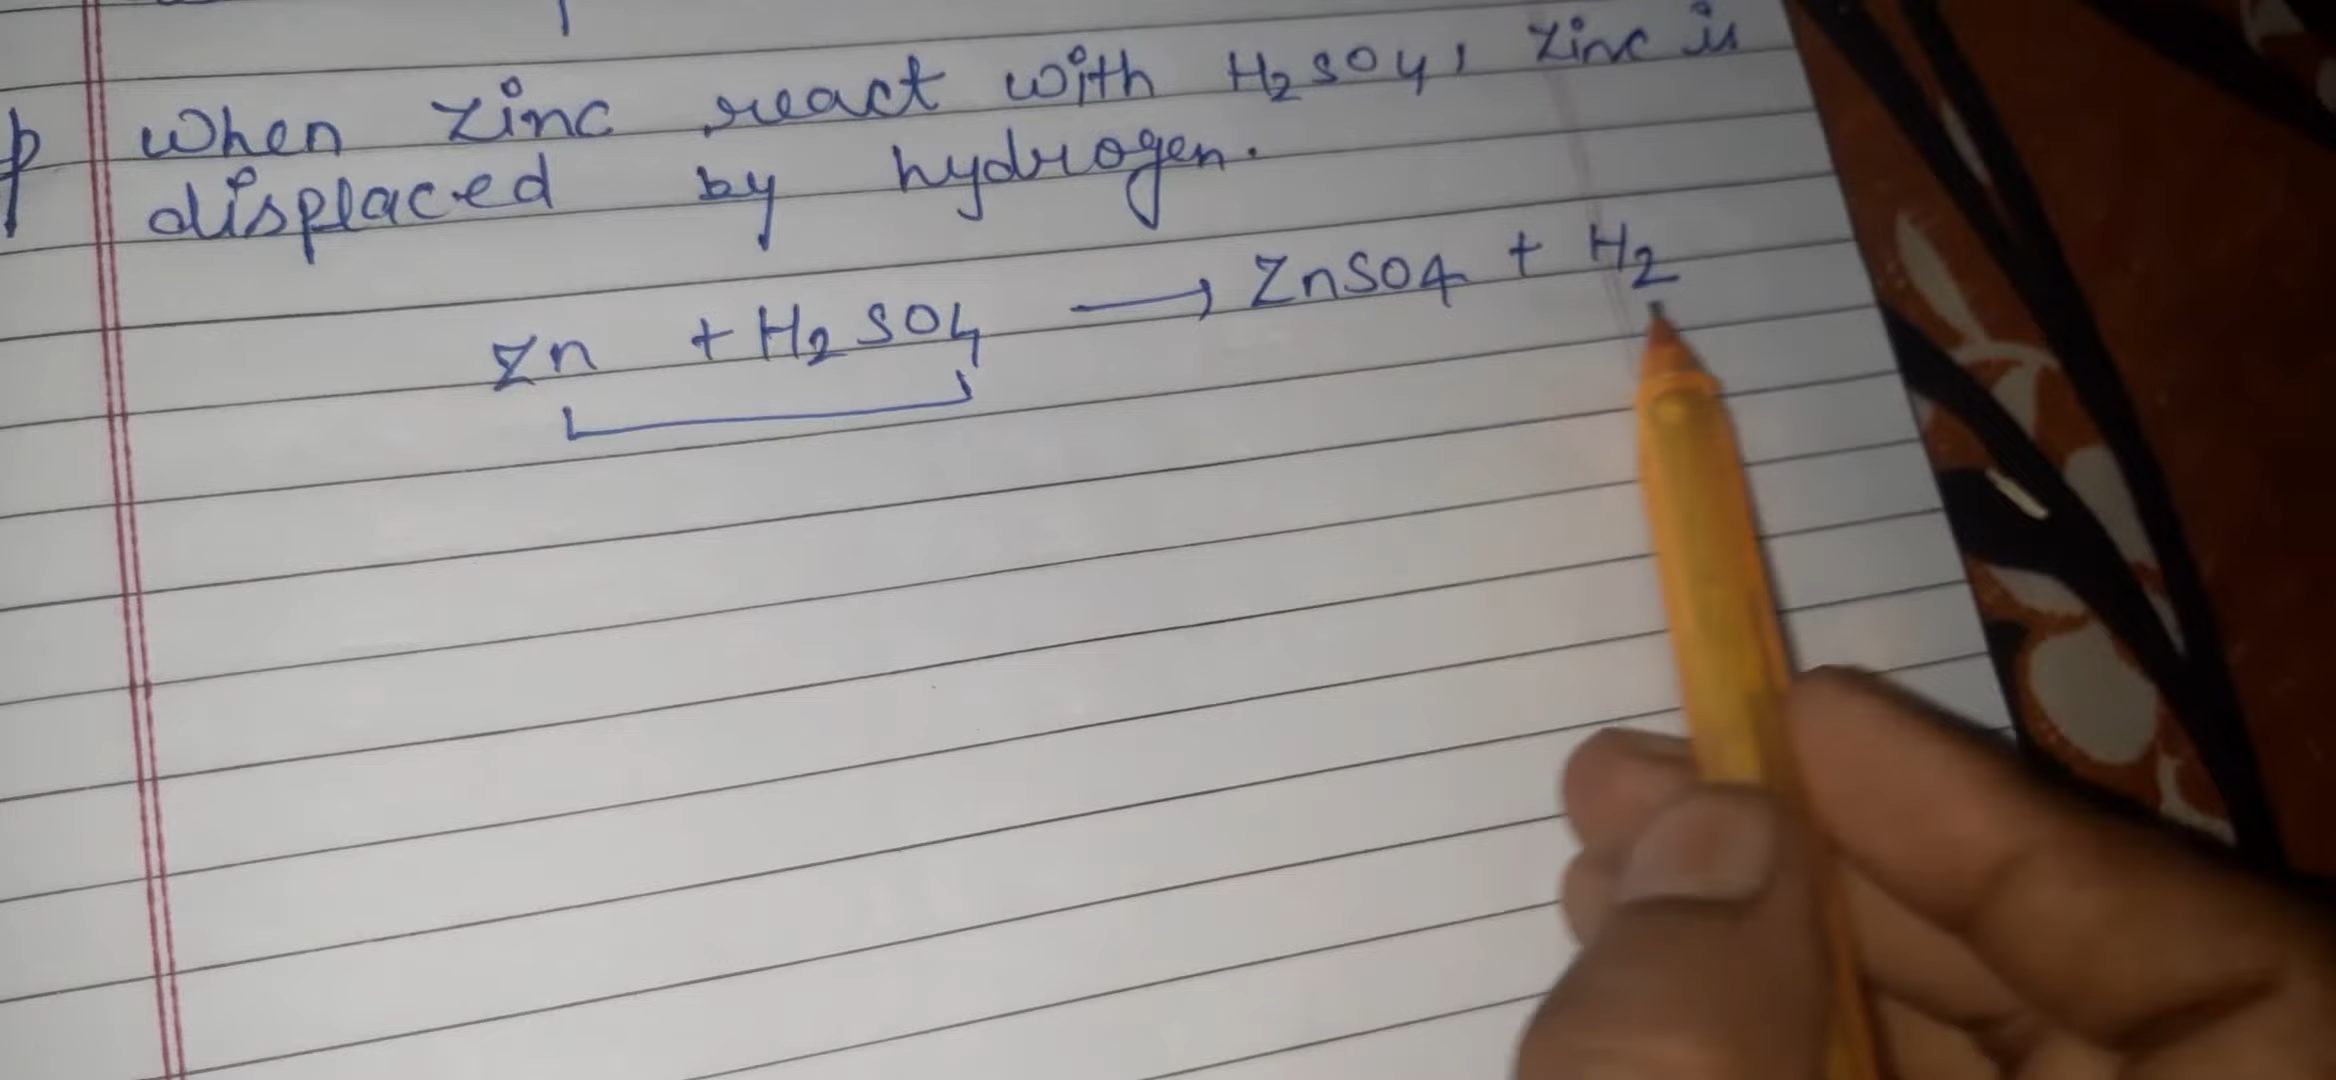 When zinc react with H2SO4, zinc is
displaced by hydrogen.
Zn + H2SO4 → ZnSO4 + H2